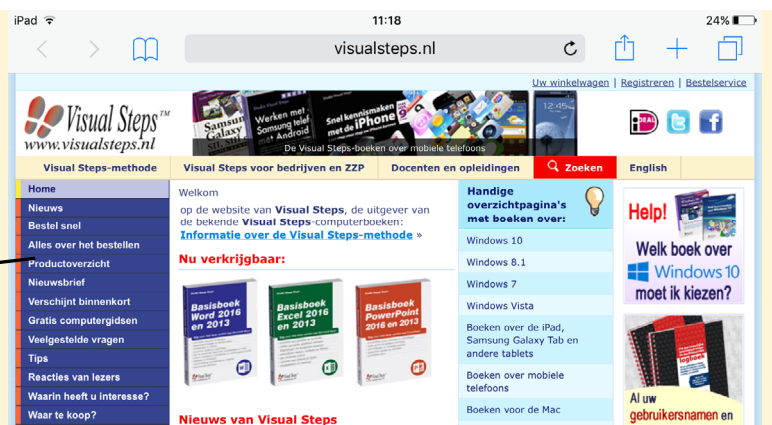 iPad 11:18 24%
visualsteps.nl
Uw winkelwagen | Registreren | Bestelservice
Visual Steps™
www.visualsteps.nl
Samsung Galaxy
Werken met Samsung telefoon met Android
Snel kennismaken met de iPhone
12:45
De Visual Steps-boeken over mobiele telefoons
iDEAL
Visual Steps-methode Visual Steps voor bedrijven en ZZP Docenten en opleidingen Zoeken English
Home
Nieuws
Bestel snel
Alles over het bestellen
Productoverzicht
Nieuwsbrief
Verschijnt binnenkort
Gratis computergidsen
Veelgestelde vragen
Tips
Reacties van lezers
Waarin heeft u interesse?
Waar te koop?
Welkom
op de website van Visual Steps, de uitgever van
de bekende Visual Steps-computerboeken:
Informatie over de Visual Steps-methode »
Nu verkrijgbaar:
Basisboek
Word 2016
en 2013
Basisboek
Excel 2016
en 2013
Basisboek
PowerPoint
2016 en 2013
Nieuws van Visual Steps
Handige
overzichtpagina's
met boeken over:
Windows 10
Windows 8.1
Windows 7
Windows Vista
Boeken over de iPad,
Samsung Galaxy Tab en
andere tablets
Boeken over mobiele
telefoons
Boeken voor de Mac
Help!
Welk boek over
Windows 10
moet ik kiezen?
logboek
Al uw
gebruikersnamen en